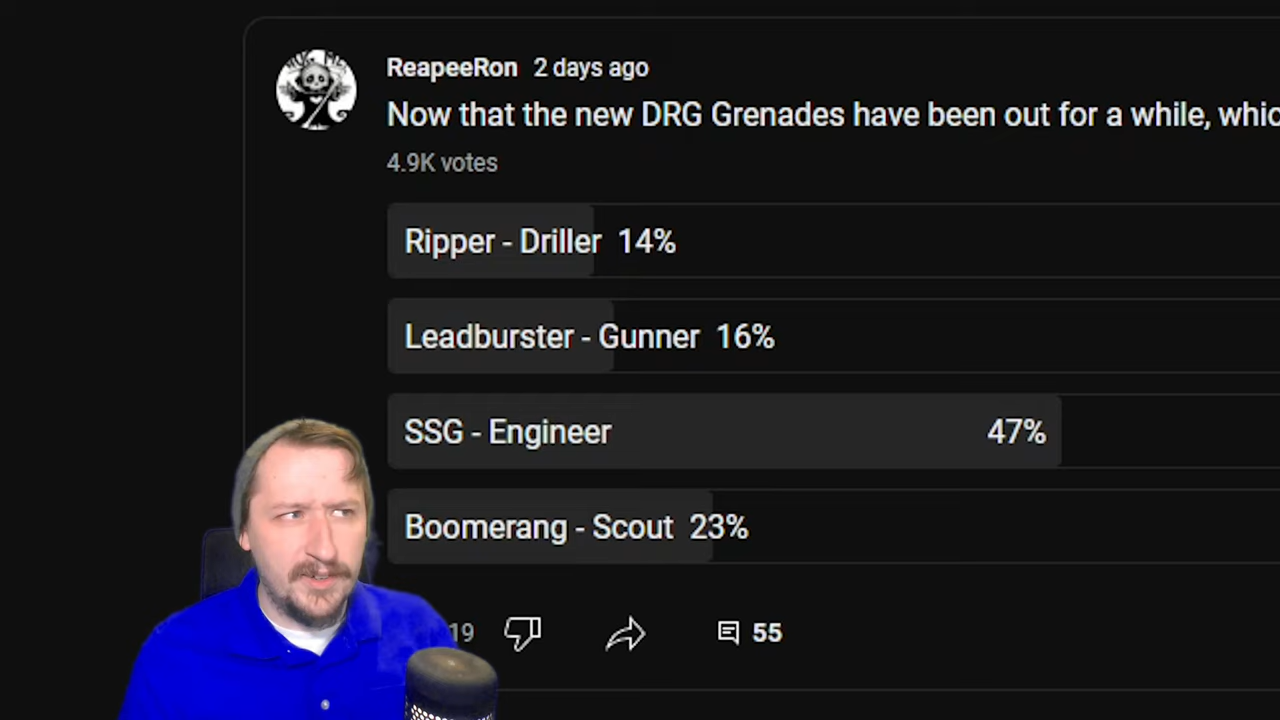 ReapeeRon 2 days ago
Now that the new DRG Grenades have been out for a while,
4.9K votes
Ripper - Driller 14%
Leadburster - Gunner 16%
SSG - Engineer 47%
Boomerang - Scout 23%
19
55